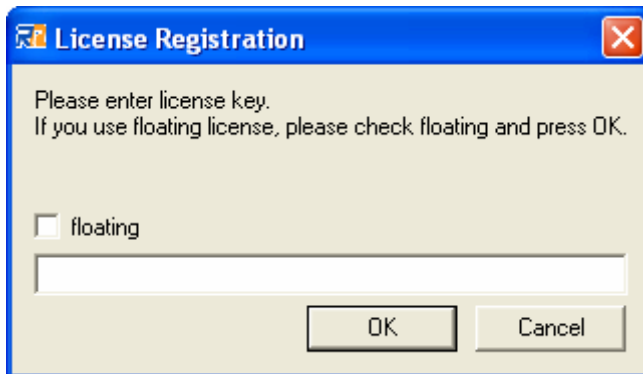 License Registration
Please enter license key.
If you use floating license, please check floating and press OK.
floating
OK Cancel